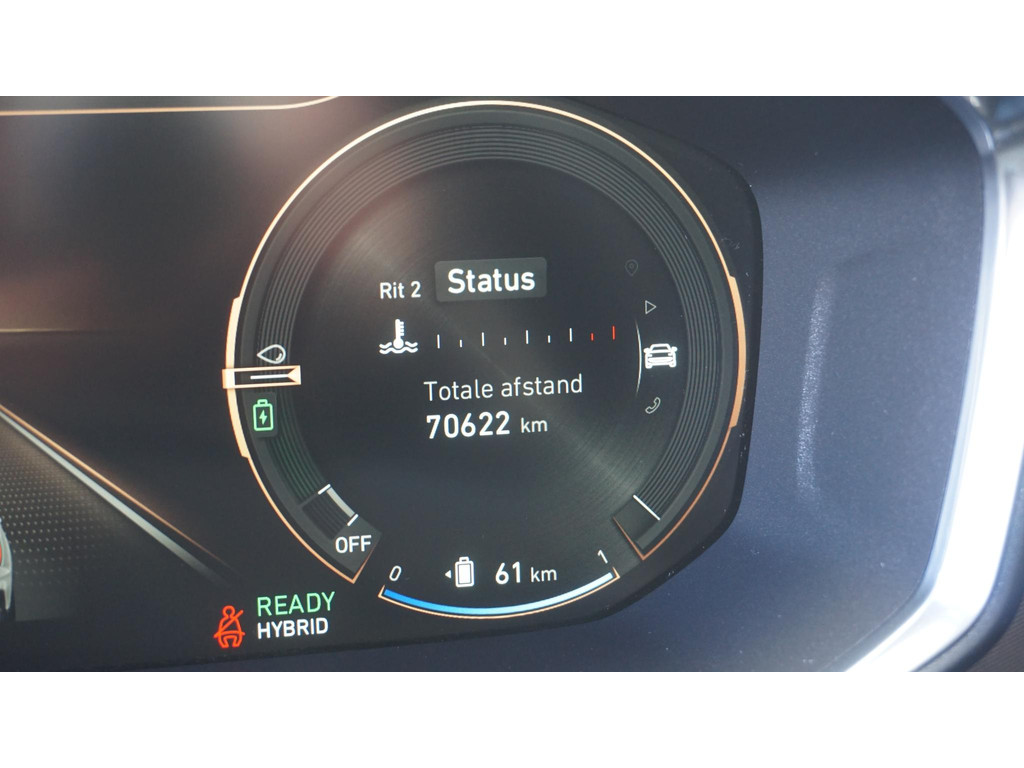 Rit 2 Status
Totale afstand
70622 km
OFF
0 61 km 1
READY
HYBRID